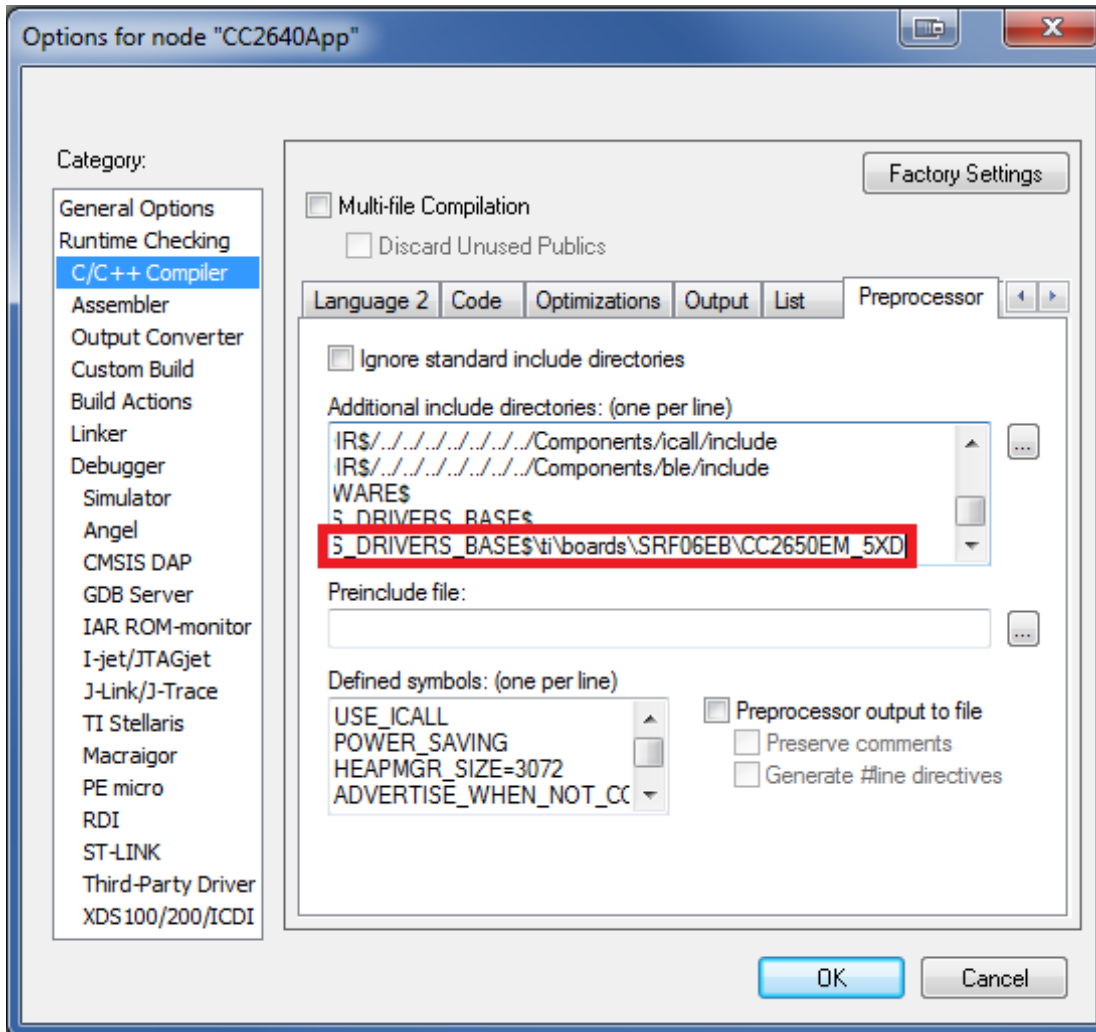 Options for node "CC2640App"
Category:
Factory Settings
General Options
Runtime Checking
C/C++ Compiler
Assembler
Output Converter
Custom Build
Build Actions
Linker
Debugger
Simulator
Angel
CMSIS DAP
GDB Server
IAR ROM-monitor
I-jet/JTAGjet
J-Link/J-Trace
TI Stellaris
Macraigor
PE micro
RDI
ST-LINK
Third-Party Driver
XDS100/200/ICDI
Multi-file Compilation
Discard Unused Publics
Language 2 Code Optimizations Output List Preprocessor
Ignore standard include directories
Additional include directories: (one per line)
IR$/../../../../../../../Components/icall/include
IR$/../../../../../../../Components/ble/include
WARE$
S_DRIVERS_BASE$
S_DRIVERS_BASE$\ti\boards\SRF06EB\CC2650EM_5XD
...
Preinclude file:
...
Defined symbols: (one per line)
USE_ICALL
POWER_SAVING
HEAPMGR_SIZE=3072
ADVERTISE_WHEN_NOT_CC
Preprocessor output to file
Preserve comments
Generate #line directives
OK Cancel